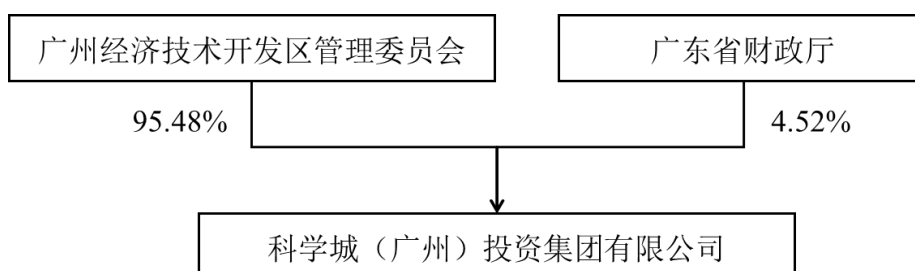 广州经济技术开发区管理委员会
广东省财政厅
95.48%
4.52%
科学城（广州）投资集团有限公司